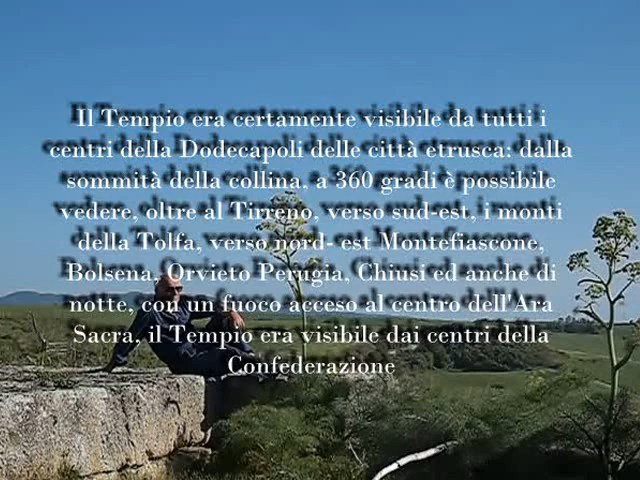 Il Tempio era certamente visibile da tutti i
centri della Dodecapoli delle città etrusca: dalla
sommità della collina, a 360 gradi è possibile
vedere, oltre al Tirreno, verso sud-est, i monti
della Tolfa, verso nord- est Montefiascone,
Bolsena, Orvieto Perugia, Chiusi ed anche di
notte, con un fuoco acceso al centro dell'Ara
Sacra, il Tempio era visibile dai centri della
Confederazione